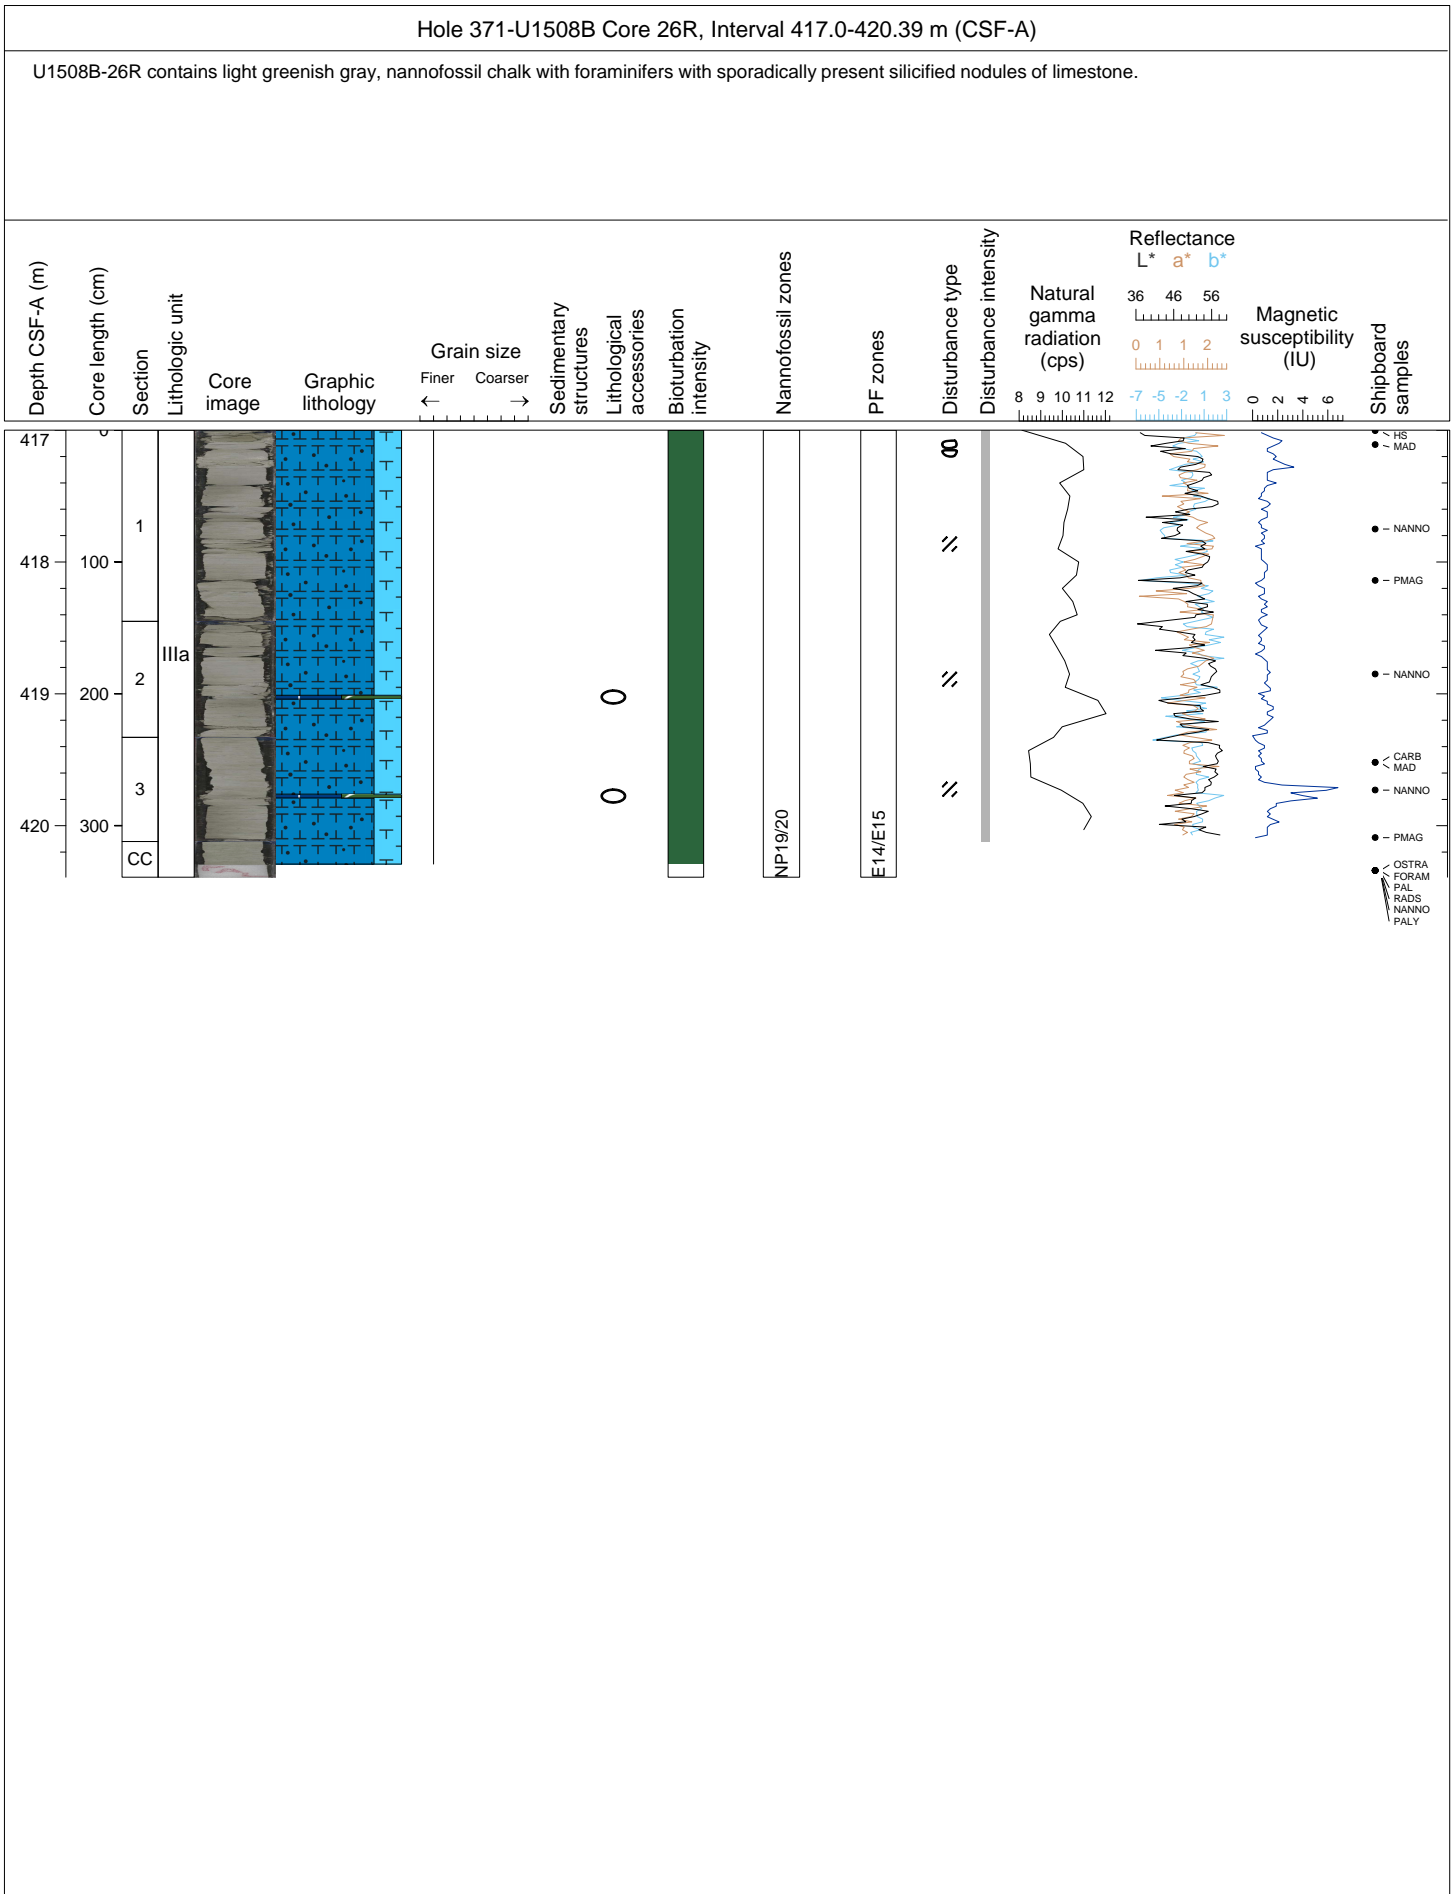 Hole 371-U1508B Core 26R, Interval 417.0-420.39 m (CSF-A)
U1508B-26R contains light greenish gray, nannofossil chalk with foraminifers with sporadically present silicified nodules of limestone.
Depth CSF-A (m)
Core length (cm)
Section
Lithologic unit
Core
image
Graphic
lithology
Grain size
Finer Coarser
← →
Sedimentary
structures
Lithological
accessories
Bioturbation
intensity
Nannofossil zones
PF zones
Disturbance type
Disturbance intensity
Natural
gamma
radiation
(cps)
8 9 10 11 12
Reflectance
L* a* b*
36 46 56
0 1 1 2
-7 -5 -2 1 3
Magnetic
susceptibility
(IU)
0 2 4 6
Shipboard
samples
417
418
419
420
0
100
200
300
1
2
3
CC
IIIa
NP19/20
E14/E15
HS
MAD
NANNO
PMAG
NANNO
CARB
MAD
NANNO
PMAG
OSTRA
FORAM
PAL
RADS
NANNO
PALY